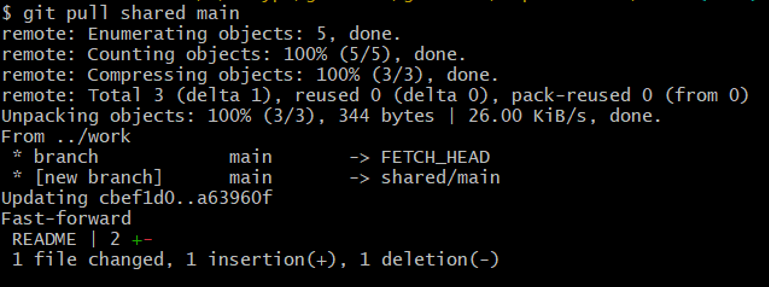 $ git pull shared main
remote: Enumerating objects: 5, done.
remote: Counting objects: 100% (5/5), done.
remote: Compressing objects: 100% (3/3), done.
remote: Total 3 (delta 1), reused 0 (delta 0), pack-reused 0 (from 0)
Unpacking objects: 100% (3/3), 344 bytes | 26.00 KiB/s, done.
From ../work
 * branch            main       -> FETCH_HEAD
 * [new branch]      main       -> shared/main
Updating cbef1d0..a63960f
Fast-forward
 README | 2 +-
 1 file changed, 1 insertion(+), 1 deletion(-)